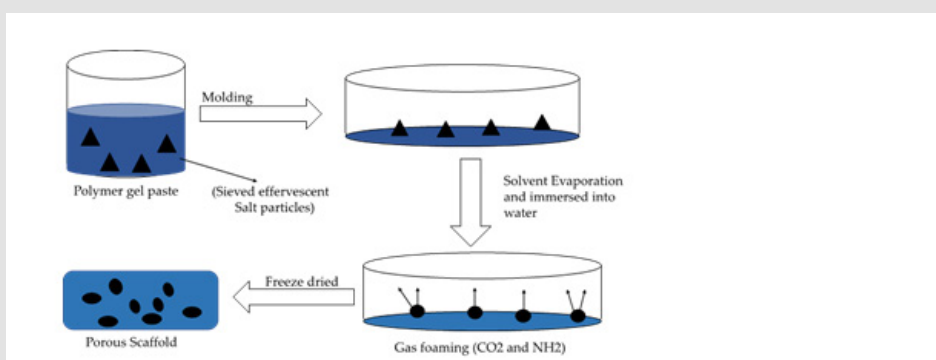 Molding
Polymer gel paste
(Sieved effervescent
Salt particles)
Solvent Evaporation
and immersed into
water
Freeze dried
Porous Scaffold
Gas foaming (CO2 and NH2)